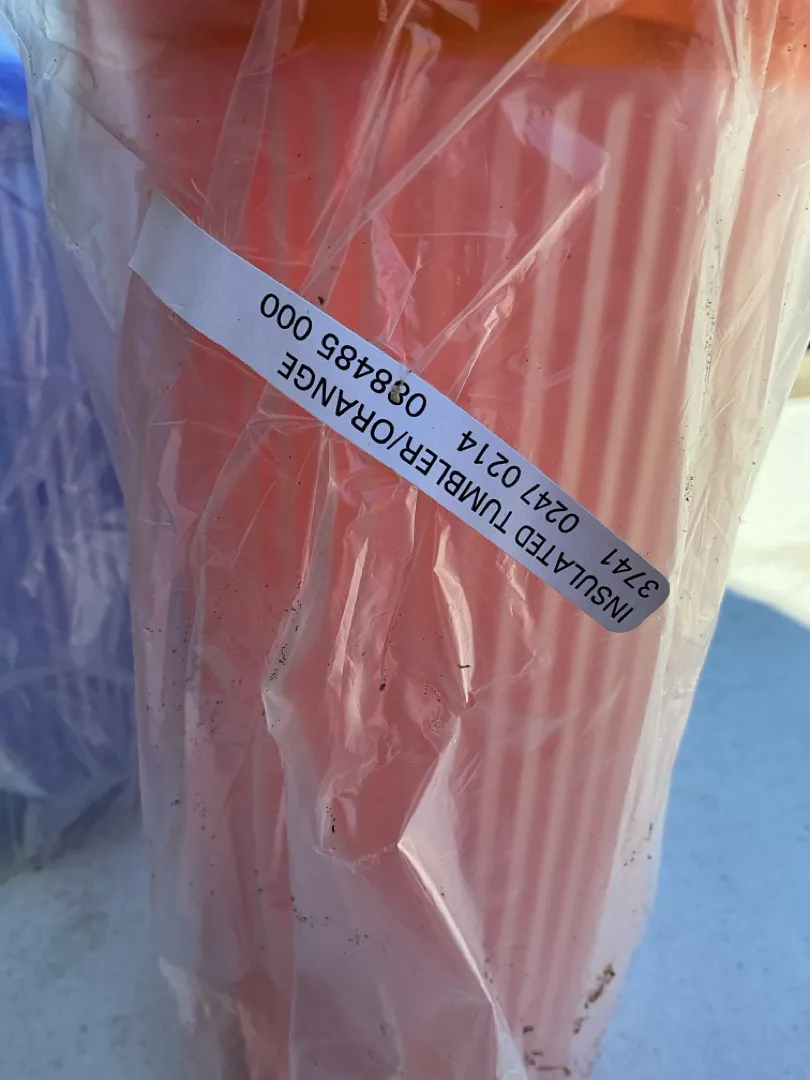 INSULATED TUMBLER/ORANGE
3741 0247 0214 088485 000